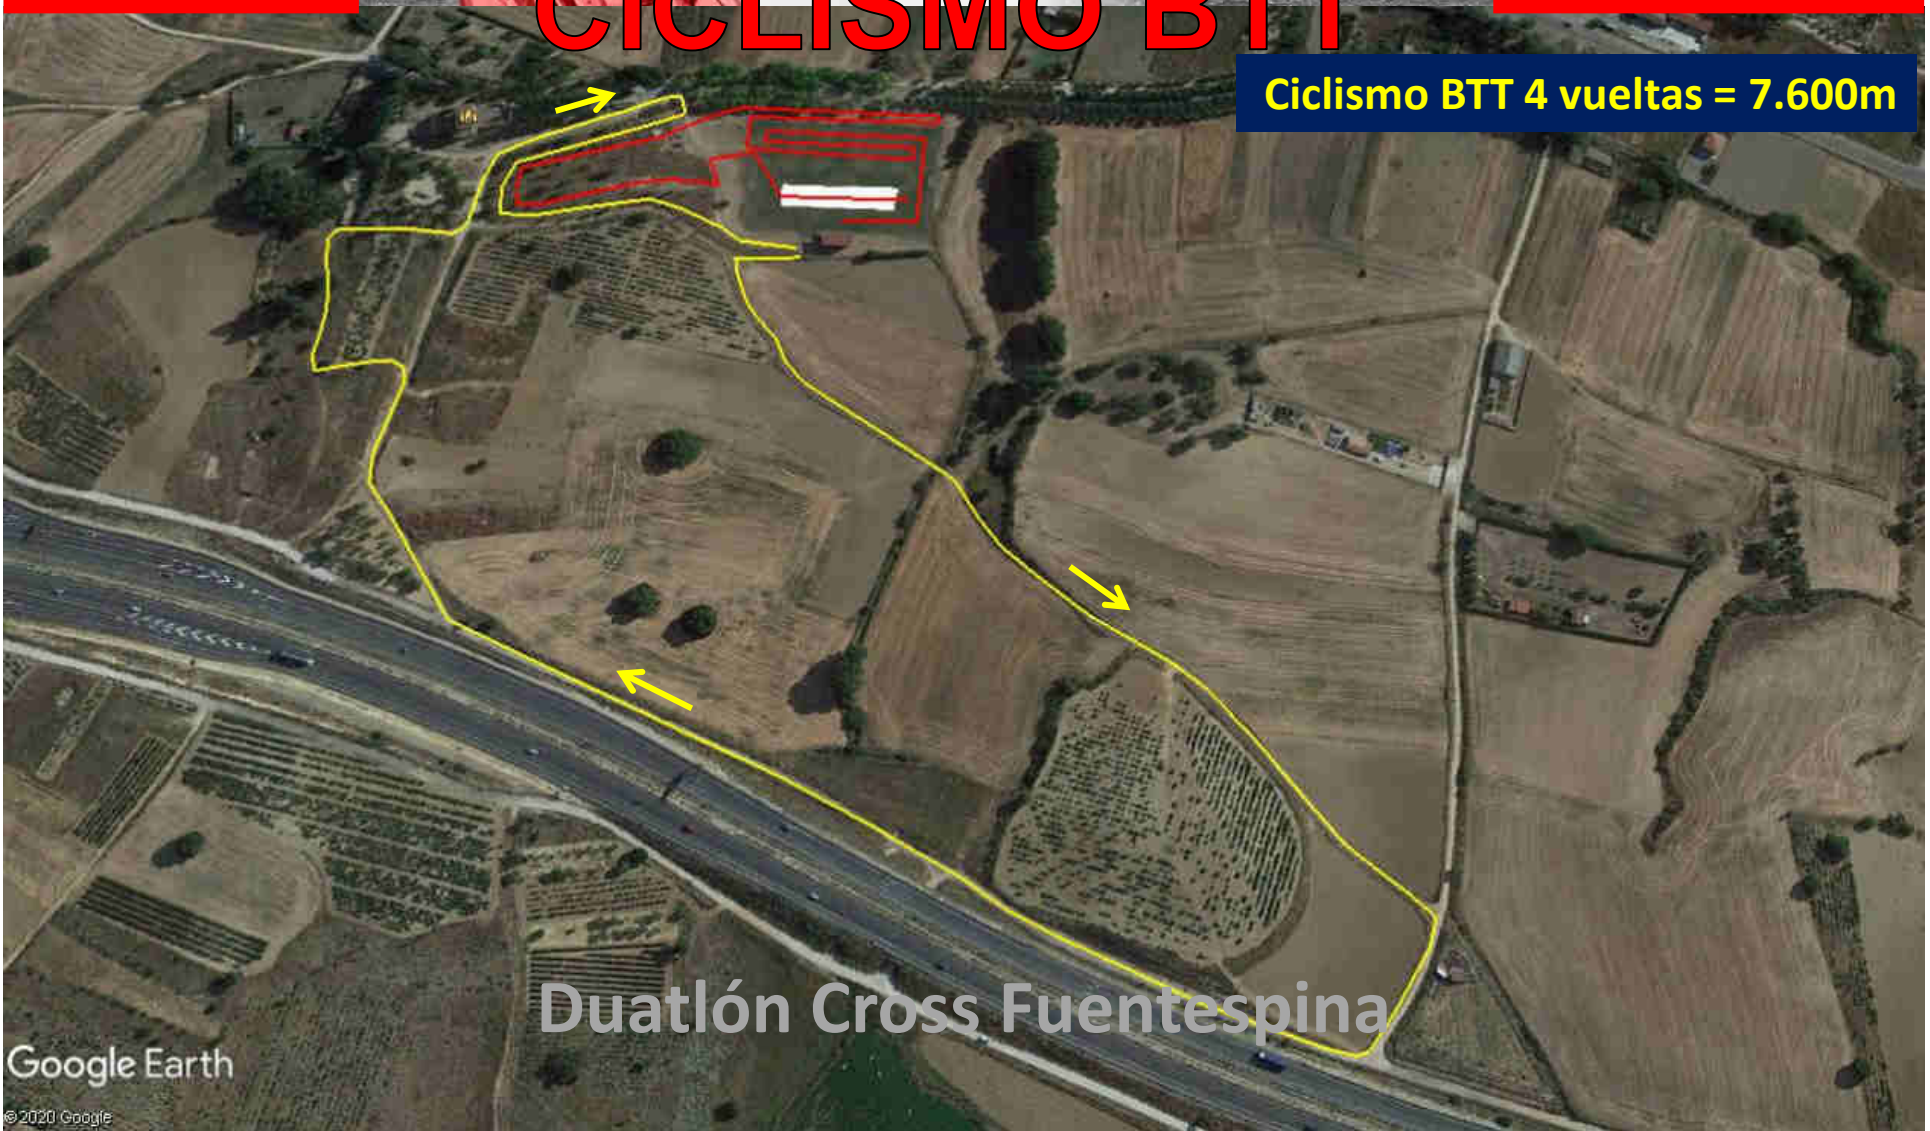 CICLISMO BTT
Ciclismo BTT 4 vueltas = 7.600m
Duatlón Cross Fuentespina
Google Earth
© 2020 Google